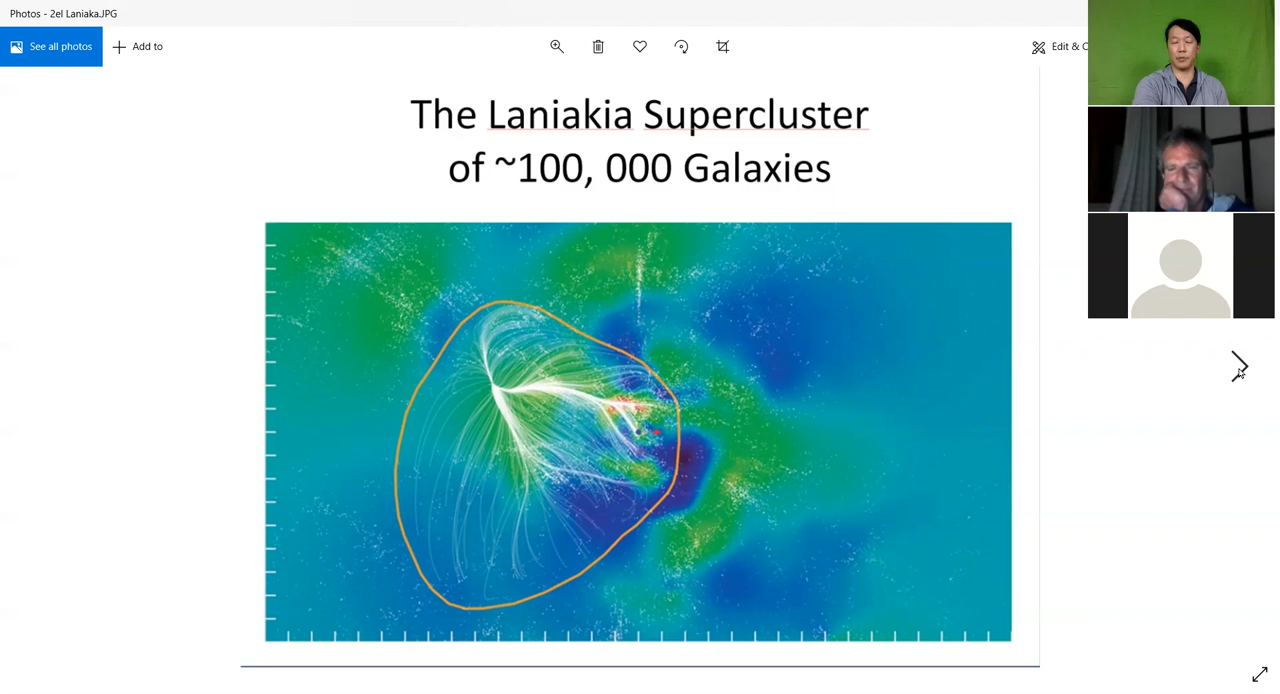 Photos - 2el Laniaka.JPG
See all photos
Add to
Edit & C
The Laniakia Supercluster
of ~100, 000 Galaxies